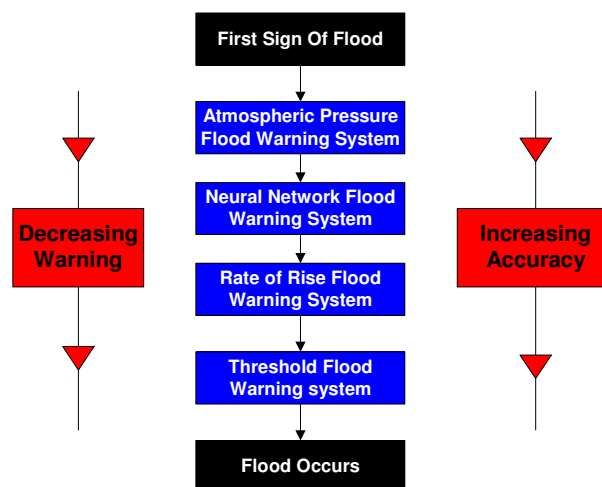 First Sign Of Flood
Atmospheric Pressure
Flood Warning System
Neural Network Flood
Warning System
Decreasing
Warning
Increasing
Accuracy
Rate of Rise Flood
Warning System
Threshold Flood
Warning system
Flood Occurs